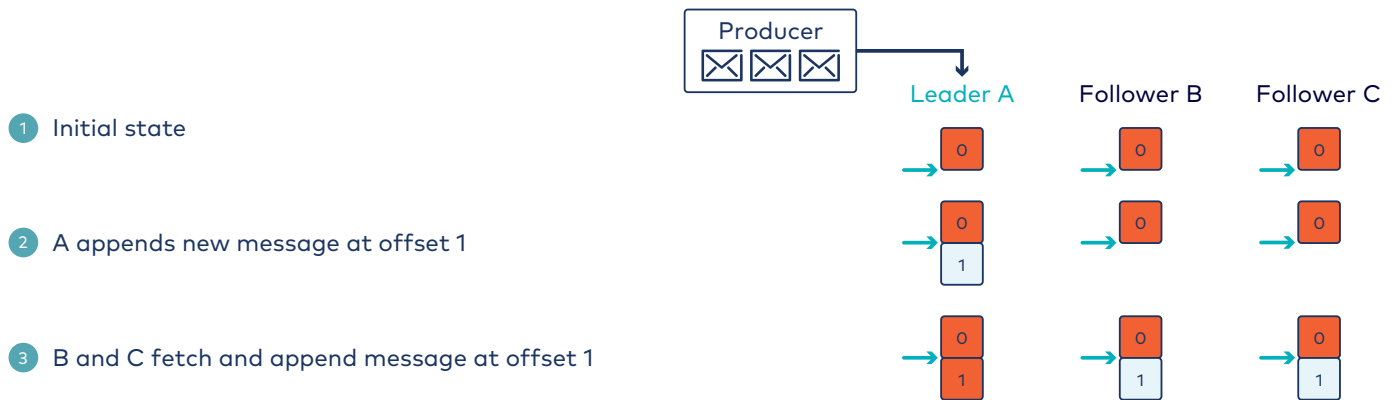 Producer
Leader A Follower B Follower C
1 Initial state
0 0 0
2 A appends new message at offset 1
0 0 0
1
3 B and C fetch and append message at offset 1
0 0 0
1 1 1